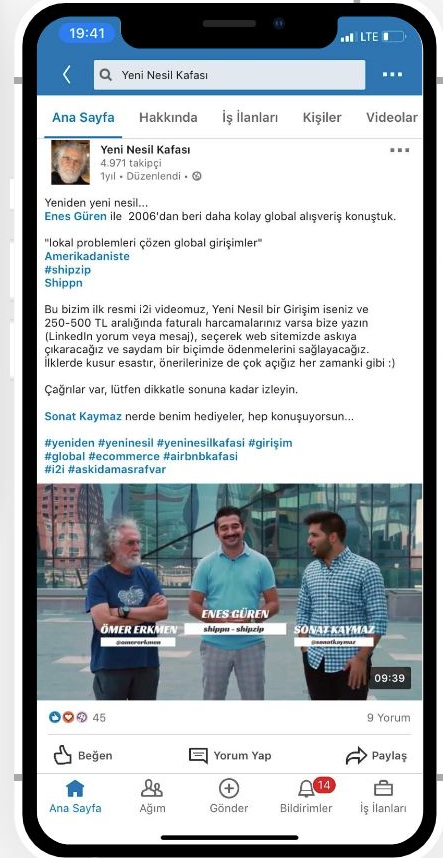 19:41
LTE
Yeni Nesil Kafası
Ana Sayfa
Hakkında
İş İlanları
Kişiler
Videolar
Yeni Nesil Kafası
4.971 takipçi
1yıl • Düzenlendi •
Yeniden yeni nesil...
Enes Güren ile 2006'dan beri daha kolay global alışveriş konuştuk.
"lokal problemleri çözen global girişimler"
Amerikadaniste
#shipzip
Shippn
Bu bizim ilk resmi i2i videomuz, Yeni Nesil bir Girişim iseniz ve
250-500 TL aralığında faturalı harcamalarınız varsa bize yazın
(LinkedIn yorum veya mesaj), seçerek web sitemizde askıya
çıkaracağız ve saydam bir biçimde ödenmelerini sağlayacağız.
İlklerde kusur esastır, önerilerinize de çok açığız her zamanki gibi :)
Çağrılar var, lütfen dikkatle sonuna kadar izleyin.
Sonat Kaymaz nerde benim hediyeler, hep konuşuyorsun...
#yeniden #yeninesil #yeninesilkafasi #girişim
#global #ecommerce #airbnbkafasi
#i2i #askidamasrafvar
ENES GÜREN
shippn - shipzip
ÖMER ERKMEN
@omererkmen
SONAT KAYMAZ
@sonatkaymaz
09:39
45
9 Yorum
Beğen
Yorum Yap
Paylaş
14
Ana Sayfa
Ağım
Gönder
Bildirimler
İş İlanları